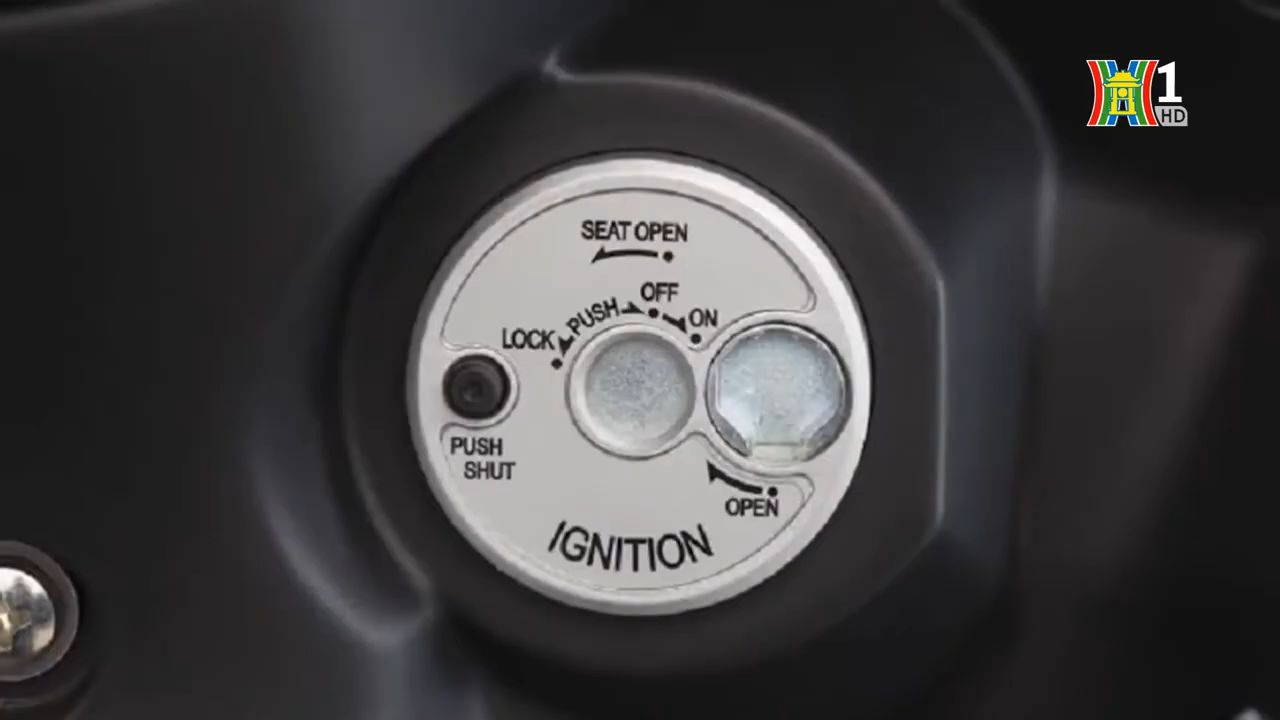 1
HD
SEAT OPEN
OFF
PUSH
ON
LOCK
PUSH
SHUT
OPEN
IGNITION